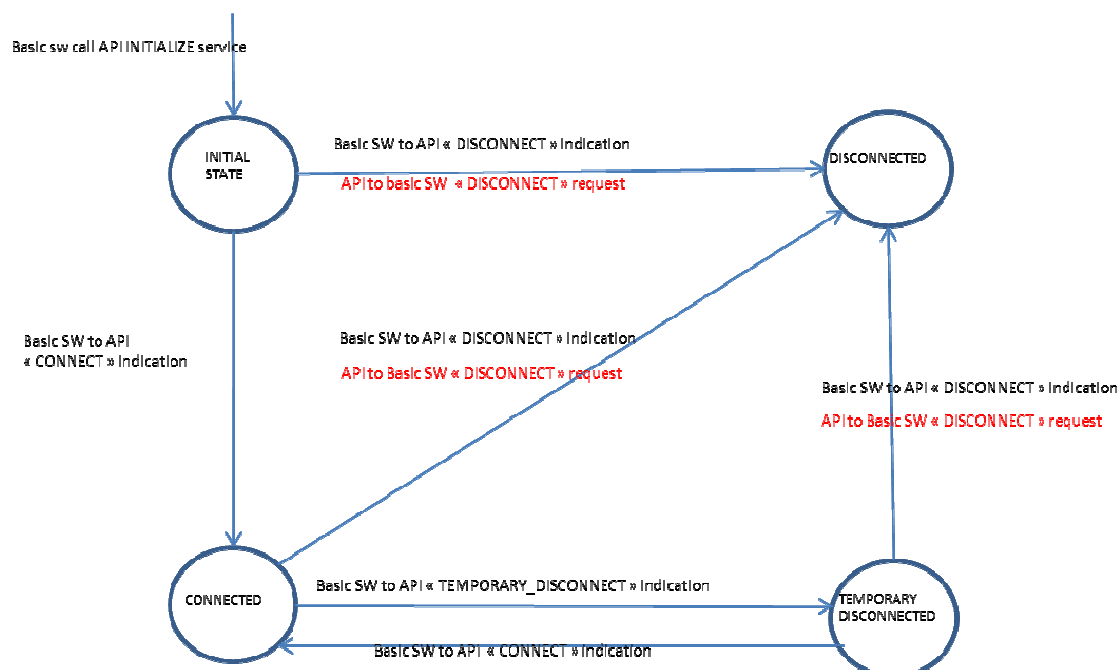 Basic sw call API INITIALIZE service
Basic SW to API « DISCONNECT » Indication
INITIAL
STATE
DISCONNECTED
API to basic SW « DISCONNECT » request
Basic SW to API
« CONNECT » Indication
Basic SW to API « DISCONNECT » Indication
API to Basic SW « DISCONNECT » request
Basic SW to API « DISCONNECT » Indication
API to Basic SW « DISCONNECT » request
CONNECTED
Basic SW to API « TEMPORARY_DISCONNECT » Indication
TEMPORARY
DISCONNECTED
Basic SW to API « CONNECT » Indication